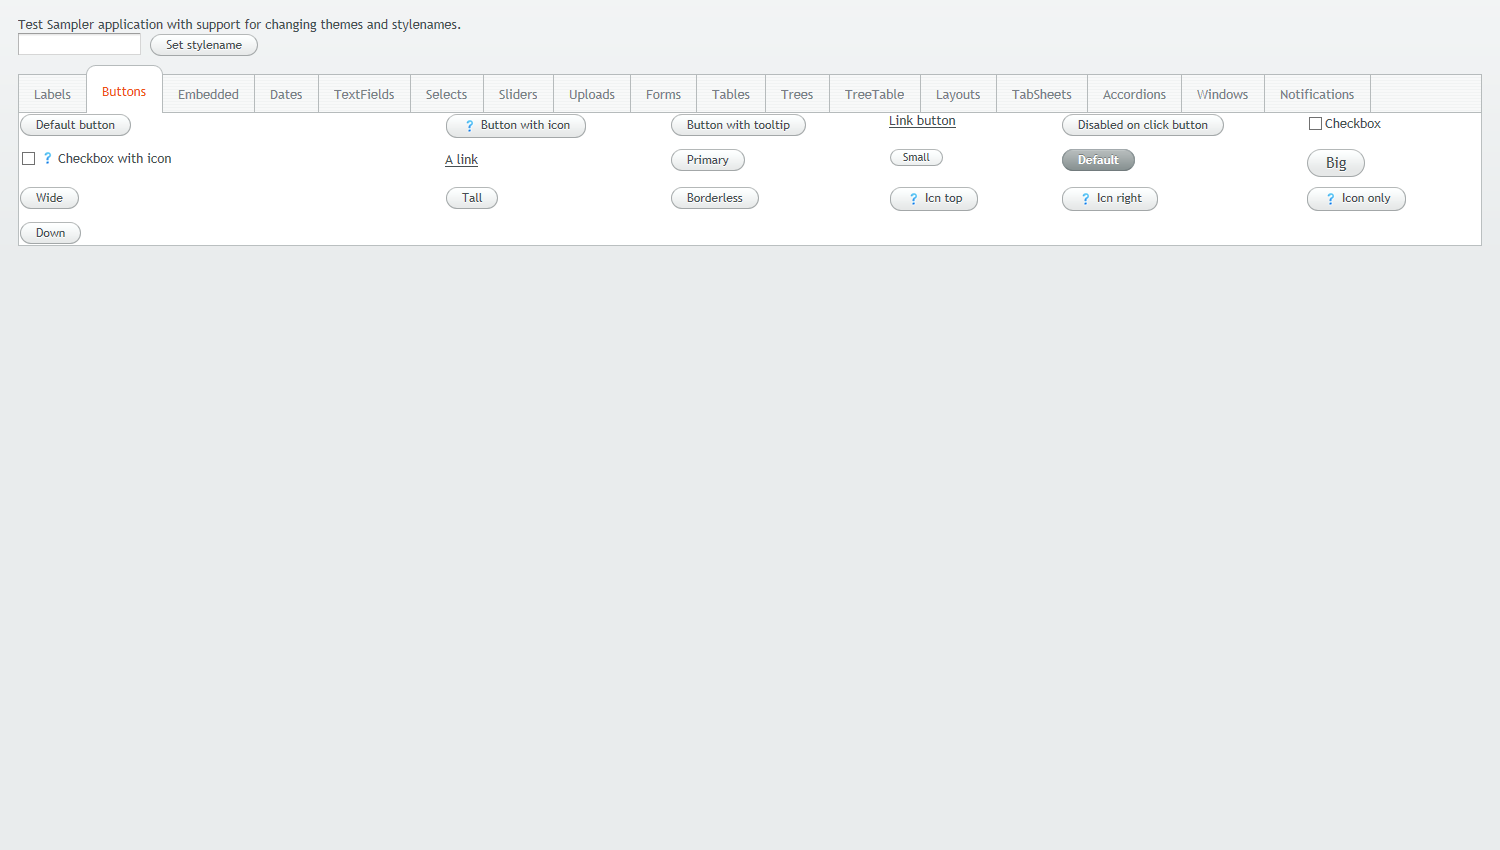 Test Sampler application with support for changing themes and stylenames.
Set stylename
Labels Buttons Embedded Dates TextFields Selects Sliders Uploads Forms Tables Trees TreeTable Layouts TabSheets Accordions Windows Notifications
Default button ? Button with icon Button with tooltip Link button Disabled on click button Checkbox
? Checkbox with icon A link Primary Small Default Big
Wide Tall Borderless ? Icn top ? Icn right ? Icon only
Down